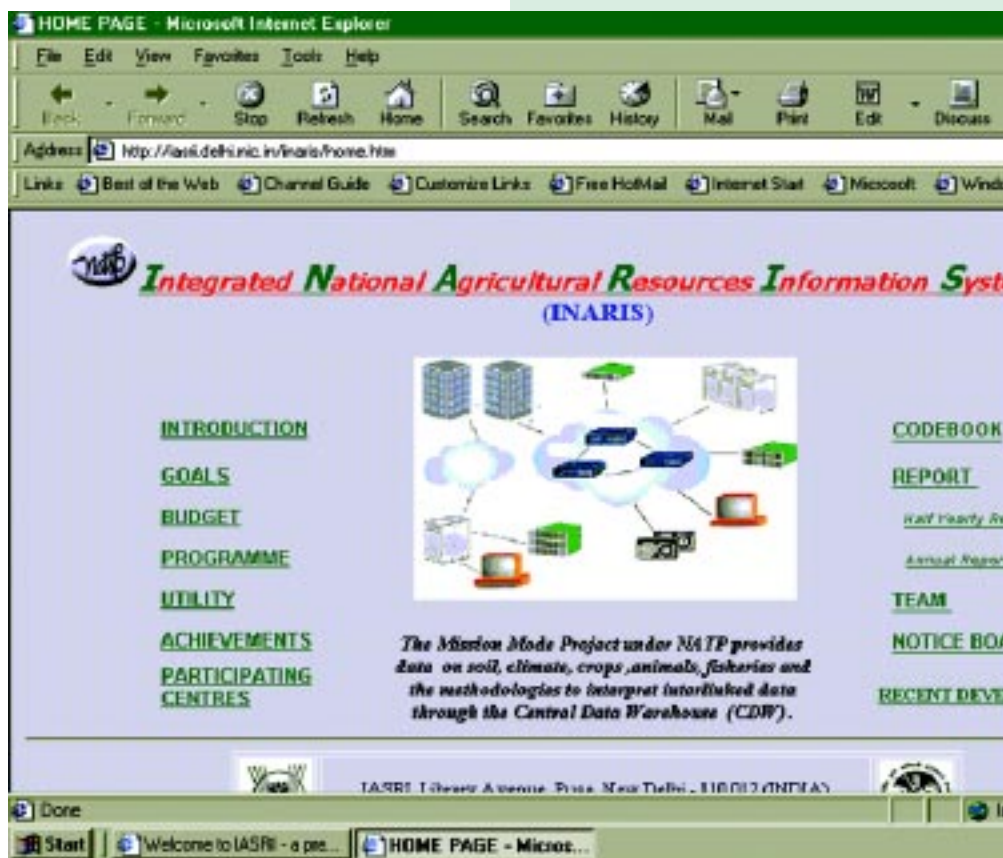 HOME PAGE - Microsoft Internet Explorer
File Edit View Favorites Tools Help
Back Forward Stop Refresh Home Search Favorites History Mail Print Edit Discuss
Address http://iasri.delhi.nic.in/inaris/home.htm
Links Best of the Web Channel Guide Customize Links Free HotMail Internet Start Microsoft
natp
Integrated National Agricultural Resources Information
(INARIS)
INTRODUCTION
GOALS
BUDGET
PROGRAMME
UTILITY
ACHIEVEMENTS
PARTICIPATING
CENTRES
The Mission Mode Project under NATP provides
data on soil, climate, crops ,animals, fisheries and
the methodologies to interpret interlinked data
through the Central Data Warehouse (CDW).
CODEBOOK
REPORT
Half Yearly
Annual
TEAM
NOTICE
RECENT
IASRI, Library Avenue, Pusa, New Delhi - 110 012 (INDIA)
Done
Start Welcome to IASRI - a pre... HOME PAGE - Micros...